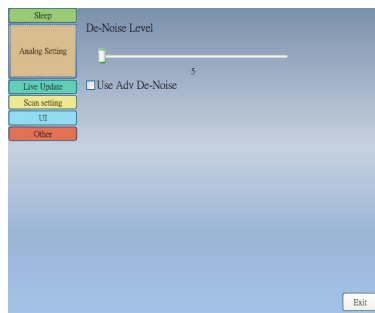 Sleep
Analog Setting
Live Update
Scan setting
UI
Other
De-Noise Level
5
Use Adv De-Noise
Exit